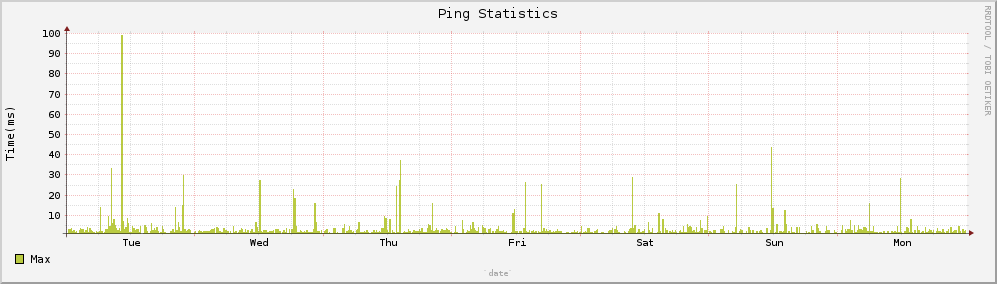 Ping Statistics
RRDTOOL / TOBI OETIKER
Time(ms)
100
90
80
70
60
50
40
30
20
10
Tue Wed Thu Fri Sat Sun Mon
Max
`date`